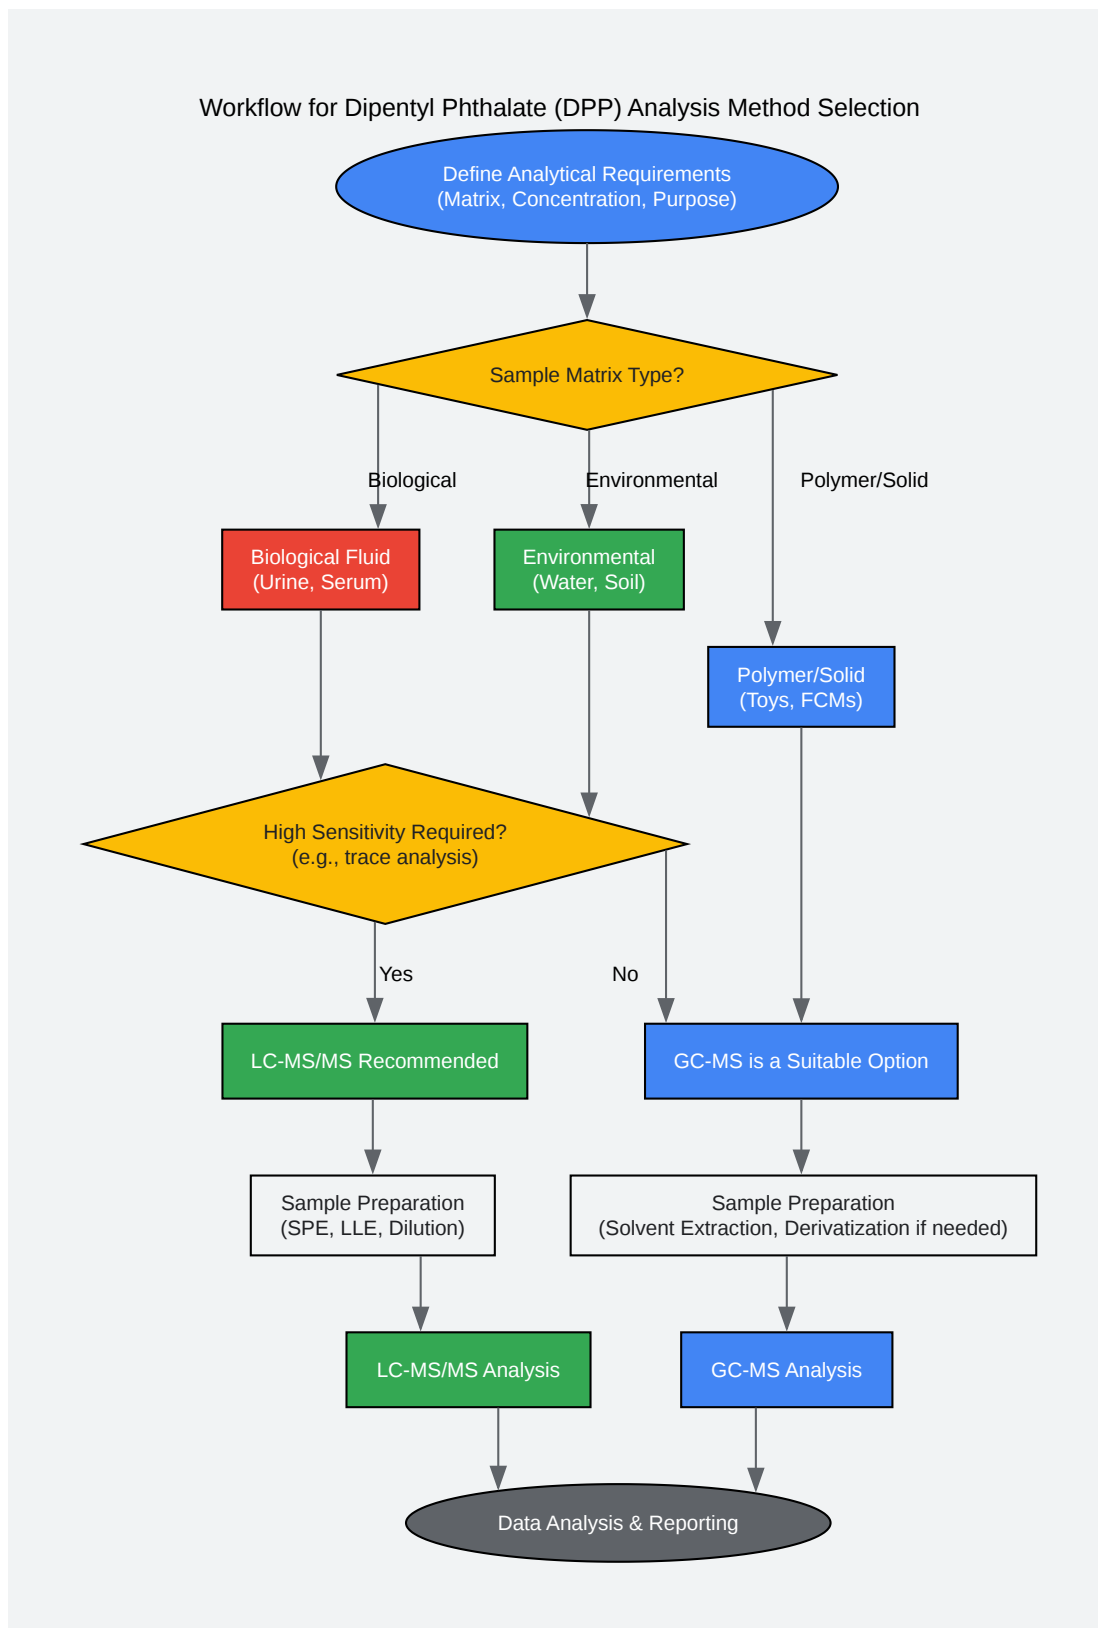 Workflow for Dipentyl Phthalate (DPP) Analysis Method Selection
Define Analytical Requirements
(Matrix, Concentration, Purpose)
Sample Matrix Type?
Biological
Environmental
Polymer/Solid
Biological Fluid
(Urine, Serum)
Environmental
(Water, Soil)
Polymer/Solid
(Toys, FCMs)
High Sensitivity Required?
(e.g., trace analysis)
Yes
No
LC-MS/MS Recommended
GC-MS is a Suitable Option
Sample Preparation
(SPE, LLE, Dilution)
Sample Preparation
(Solvent Extraction, Derivatization if needed)
LC-MS/MS Analysis
GC-MS Analysis
Data Analysis & Reporting